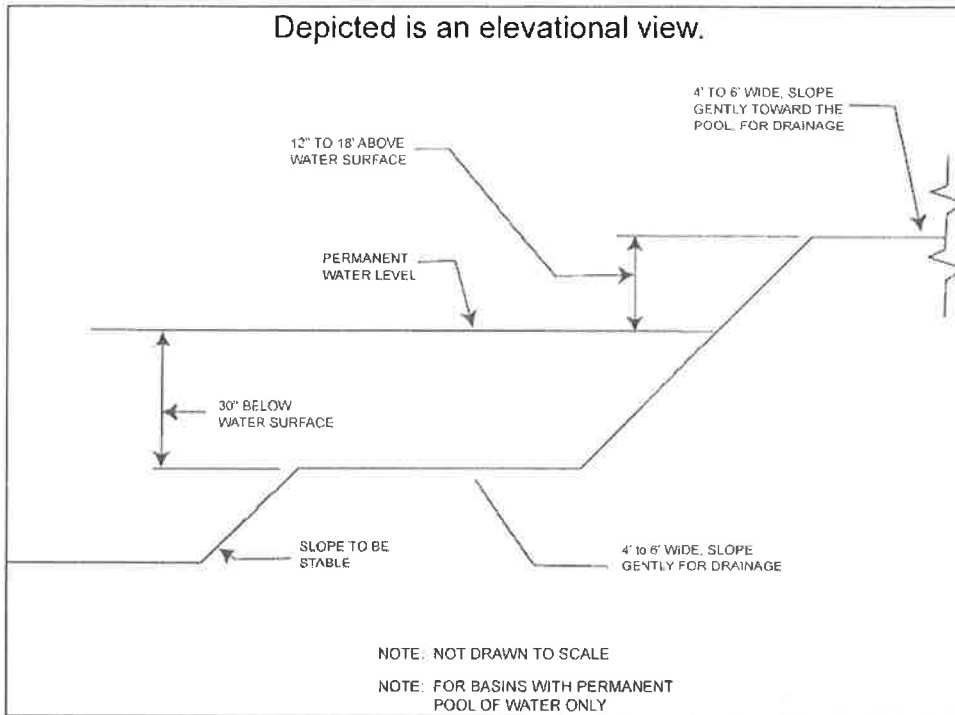 Depicted is an elevational view.
4' TO 6' WIDE, SLOPE
GENTLY TOWARD THE
POOL, FOR DRAINAGE
12" TO 18' ABOVE
WATER SURFACE
PERMANENT
WATER LEVEL
30" BELOW
WATER SURFACE
SLOPE TO BE
STABLE
4' to 6' WIDE, SLOPE
GENTLY FOR DRAINAGE
NOTE: NOT DRAWN TO SCALE
NOTE: FOR BASINS WITH PERMANENT
POOL OF WATER ONLY